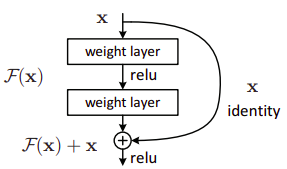 x
weight layer
relu
F(x)
weight layer
x
identity
F(x) + x
+
relu